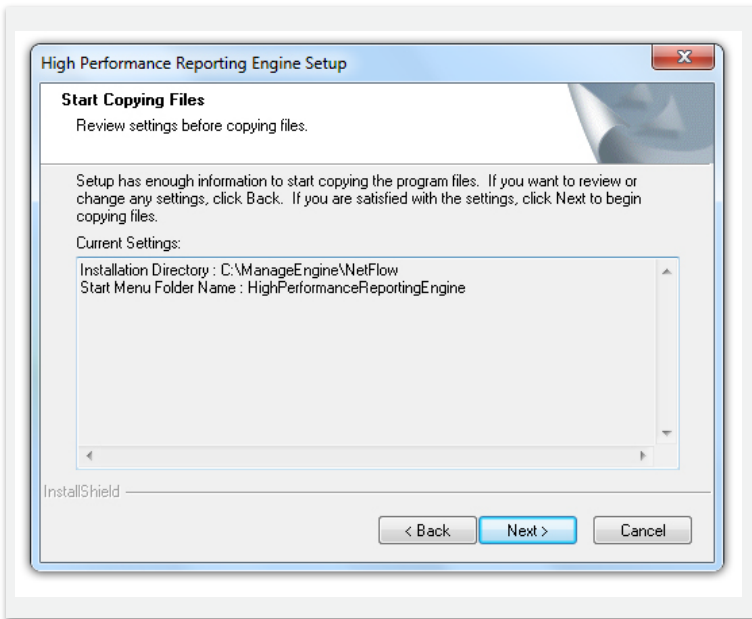 High Performance Reporting Engine Setup
Start Copying Files
Review settings before copying files.
Setup has enough information to start copying the program files. If you want to review or
change any settings, click Back. If you are satisfied with the settings, click Next to begin
copying files.
Current Settings:
Installation Directory : C:\ManageEngine\NetFlow
Start Menu Folder Name : HighPerformanceReportingEngine
InstallShield
< Back
Next >
Cancel